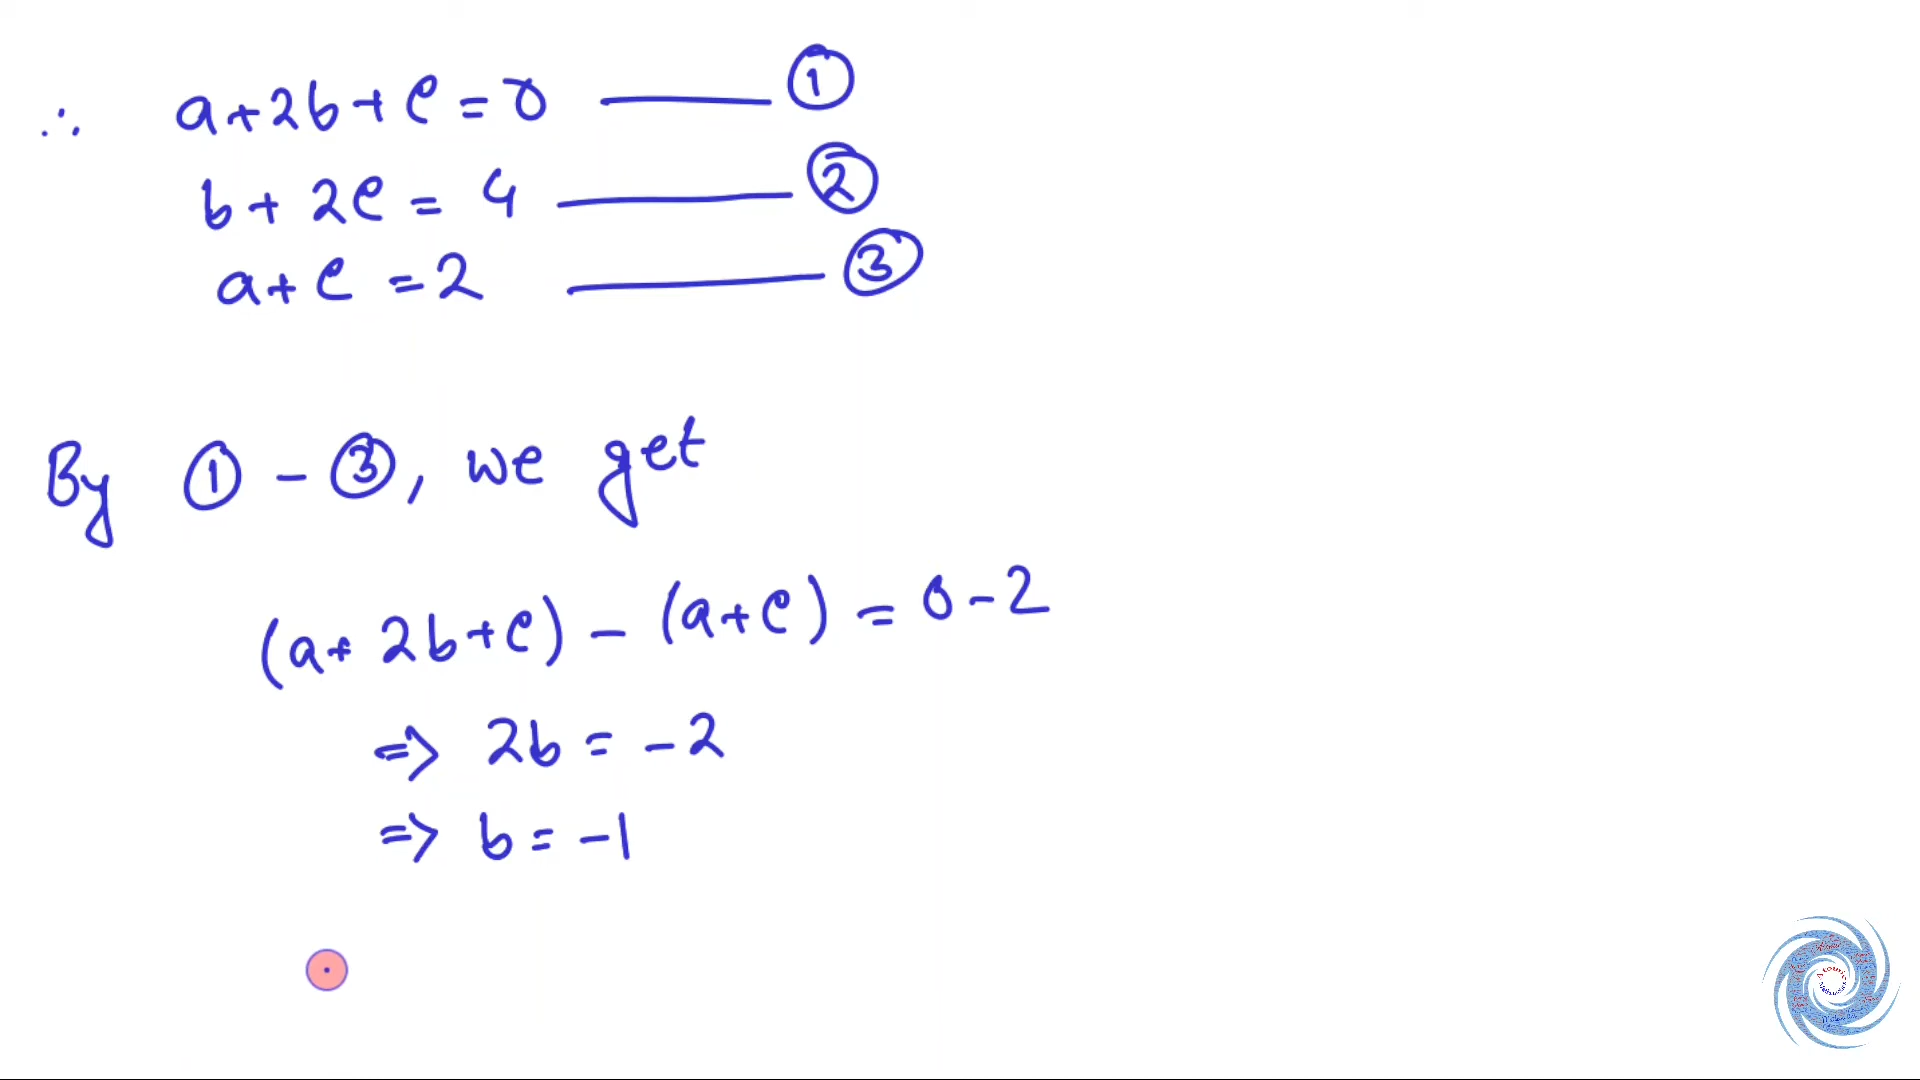 ∴ a+2b+c=0 —— ①
b+2c=4 —— ②
a+c=2 —— ③
By ① - ③, we get
(a+2b+c) - (a+c) = 0-2
⇒ 2b = -2
⇒ b = -1